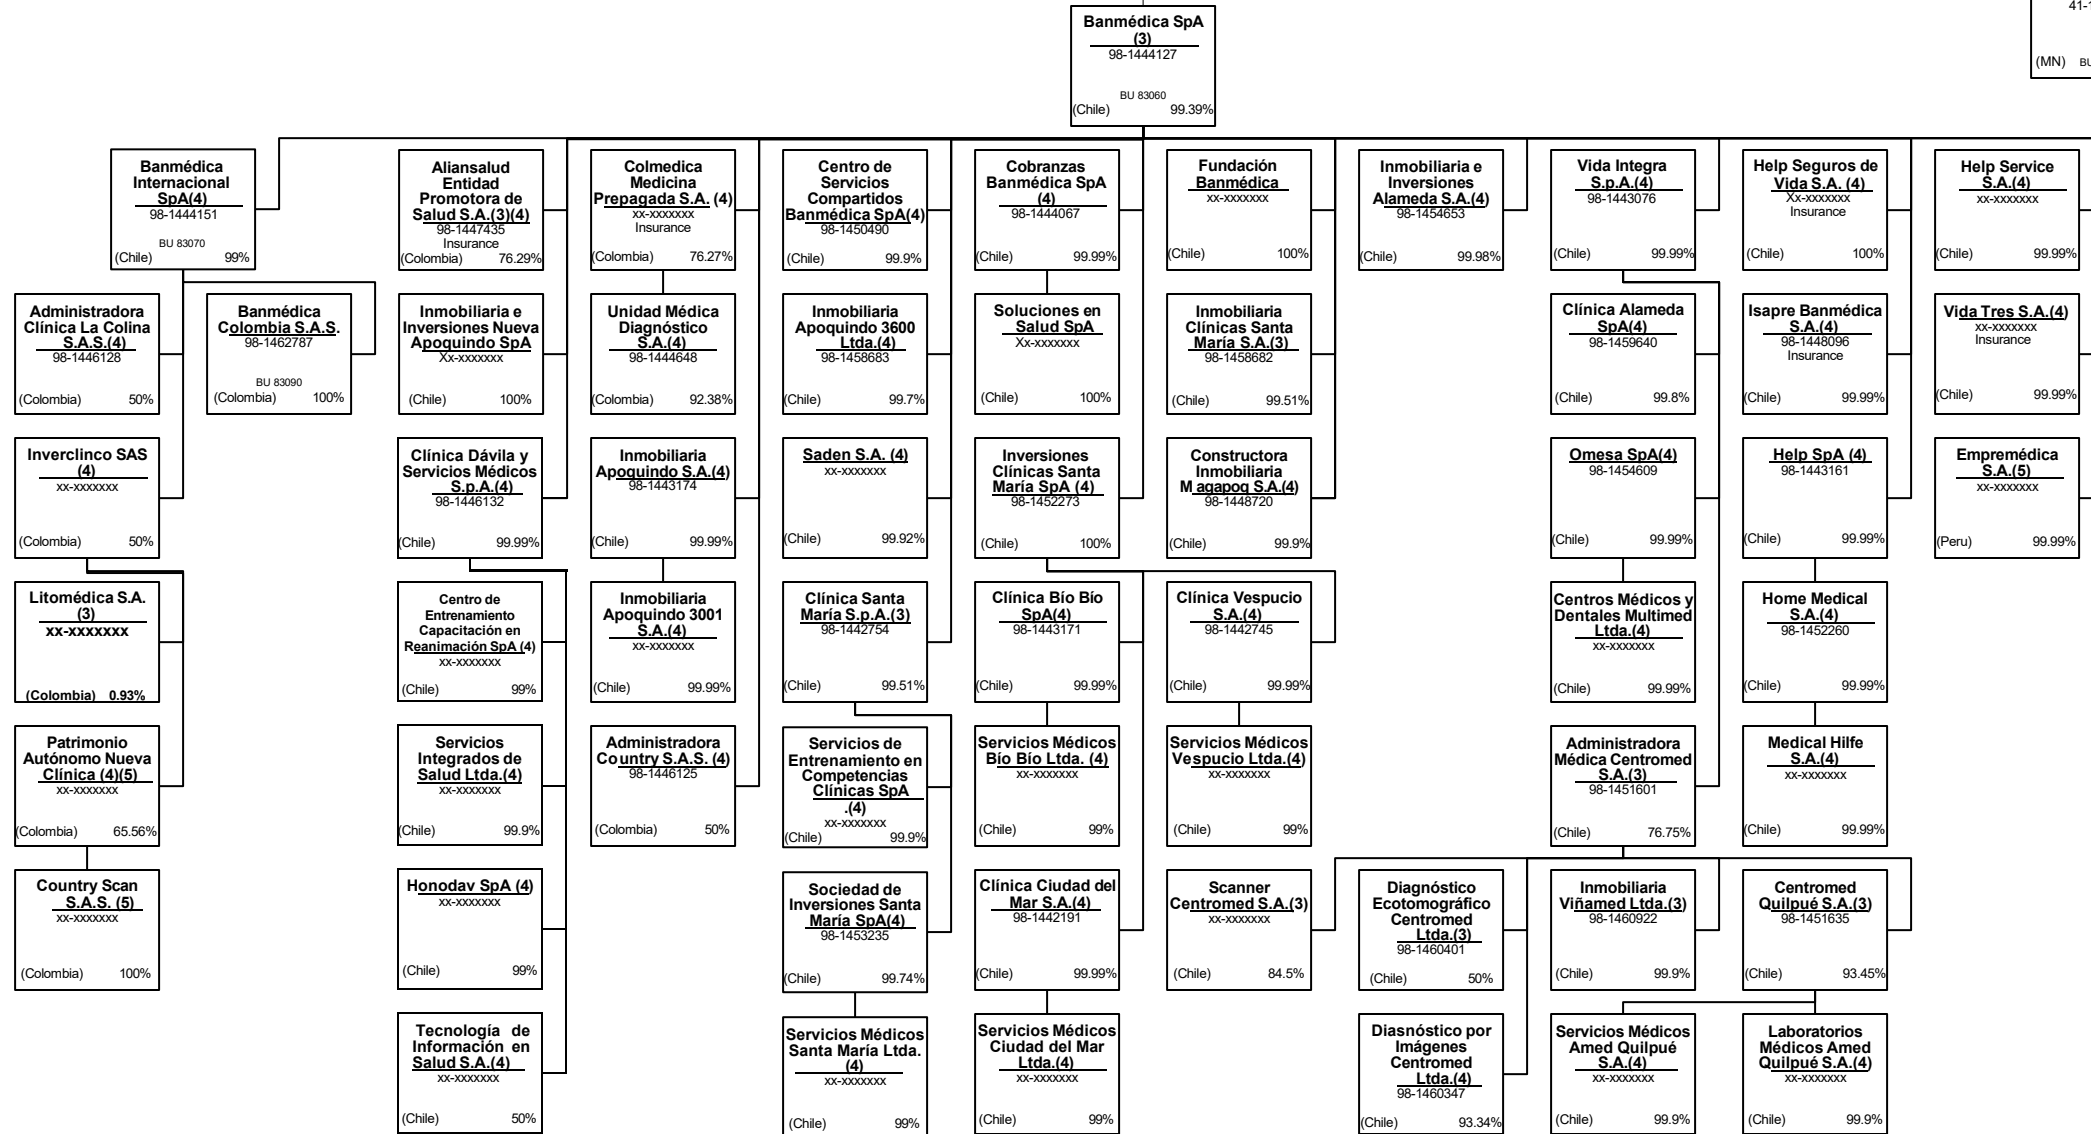 Banmédica SpA
(3)
98-1444127
BU 83060
(Chile) 99.39%
41-1
(MN) BU
Banmédica
Internacional
SpA(4)
98-1444151
BU 83070
(Chile) 99%
Aliansalud
Entidad
Promotora de
Salud S.A.(3)(4)
98-1447435
Insurance
(Colombia) 76.29%
Colmedica
Medicina
Prepagada S.A. (4)
xx-xxxxxxx
Insurance
(Colombia) 76.27%
Centro de
Servicios
Compartidos
Banmédica SpA(4)
98-1450490
(Chile) 99.9%
Cobranzas
Banmédica SpA
(4)
98-1444067
(Chile) 99.99%
Fundación
Banmédica
xx-xxxxxxx
(Chile) 100%
Inmobiliaria e
Inversiones
Alameda S.A.(4)
98-1454653
(Chile) 99.98%
Vida Integra
S.p.A.(4)
98-1443076
(Chile) 99.99%
Help Seguros de
Vida S.A. (4)
Xx-xxxxxxx
Insurance
(Chile) 100%
Help Service
S.A.(4)
xx-xxxxxxx
(Chile) 99.99%
Administradora
Clínica La Colina
S.A.S.(4)
98-1446128
(Colombia) 50%
Banmédica
Colombia S.A.S.
98-1462787
BU 83090
(Colombia) 100%
Inmobiliaria e
Inversiones Nueva
Apoquindo SpA
Xx-xxxxxxx
(Chile) 100%
Unidad Médica
Diagnóstico
S.A.(4)
98-1444648
(Colombia) 92.38%
Inmobiliaria
Apoquindo 3600
Ltda.(4)
98-1458683
(Chile) 99.7%
Soluciones en
Salud SpA
Xx-xxxxxxx
(Chile) 100%
Inmobiliaria
Clínicas Santa
María S.A.(3)
98-1458682
(Chile) 99.51%
Clínica Alameda
SpA(4)
98-1459640
(Chile) 99.8%
Isapre Banmédica
S.A.(4)
98-1448096
Insurance
(Chile) 99.99%
Vida Tres S.A.(4)
xx-xxxxxxx
Insurance
(Chile) 99.99%
Inverclinco SAS
(4)
xx-xxxxxxx
(Colombia) 50%
Clínica Dávila y
Servicios Médicos
S.p.A.(4)
98-1446132
(Chile) 99.99%
Inmobiliaria
Apoquindo S.A.(4)
98-1443174
(Chile) 99.99%
Saden S.A. (4)
xx-xxxxxxx
(Chile) 99.92%
Inversiones
Clínicas Santa
María SpA (4)
98-1452273
(Chile) 100%
Constructora
Inmobiliaria
Magapoq S.A.(4)
98-1448720
(Chile) 99.9%
Omesa SpA(4)
98-1454609
(Chile) 99.99%
Help SpA (4)
98-1443161
(Chile) 99.99%
Empremédica
S.A.(5)
xx-xxxxxxx
(Peru) 99.99%
Litomédica S.A.
(3)
xx-xxxxxxx
(Colombia) 0.93%
Centro de
Entrenamiento
Capacitación en
Reanimación SpA (4)
xx-xxxxxxx
(Chile) 99%
Inmobiliaria
Apoquindo 3001
S.A.(4)
xx-xxxxxxx
(Chile) 99.99%
Clínica Santa
María S.p.A.(3)
98-1442754
(Chile) 99.51%
Clínica Bío Bío
SpA(4)
98-1443171
(Chile) 99.99%
Clínica Vespucio
S.A.(4)
98-1442745
(Chile) 99.99%
Centros Médicos y
Dentales Multimed
Ltda.(4)
xx-xxxxxxx
(Chile) 99.99%
Home Medical
S.A.(4)
98-1452260
(Chile) 99.99%
Patrimonio
Autónomo Nueva
Clínica (4)(5)
xx-xxxxxxx
(Colombia) 65.56%
Servicios
Integrados de
Salud Ltda.(4)
xx-xxxxxxx
(Chile) 99.9%
Administradora
Country S.A.S. (4)
98-1446125
(Colombia) 50%
Servicios de
Entrenamiento en
Competencias
Clínicas SpA
.(4)
xx-xxxxxxx
(Chile) 99.9%
Servicios Médicos
Bío Bío Ltda. (4)
xx-xxxxxxx
(Chile) 99%
Servicios Médicos
Vespucio Ltda.(4)
xx-xxxxxxx
(Chile) 99%
Administradora
Médica Centromed
S.A.(3)
98-1451601
(Chile) 76.75%
Medical Hilfe
S.A.(4)
xx-xxxxxxx
(Chile) 99.99%
Country Scan
S.A.S. (5)
xx-xxxxxxx
(Colombia) 100%
Honodav SpA (4)
xx-xxxxxxx
(Chile) 99%
Sociedad de
Inversiones Santa
María SpA(4)
98-1453235
(Chile) 99.74%
Clínica Ciudad del
Mar S.A.(4)
98-1442191
(Chile) 99.99%
Scanner
Centromed S.A.(3)
xx-xxxxxxx
(Chile) 84.5%
Diagnóstico
Ecotomográfico
Centromed
Ltda.(3)
98-1460401
(Chile) 50%
Inmobiliaria
Viñamed Ltda.(3)
98-1460922
(Chile) 99.9%
Centromed
Quilpué S.A.(3)
98-1451635
(Chile) 93.45%
Tecnología de
Información en
Salud S.A.(4)
xx-xxxxxxx
(Chile) 50%
Servicios Médicos
Santa María Ltda.
(4)
xx-xxxxxxx
(Chile) 99%
Servicios Médicos
Ciudad del Mar
Ltda.(4)
xx-xxxxxxx
(Chile) 99%
Diasnóstico por
Imágenes
Centromed
Ltda.(4)
98-1460347
(Chile) 93.34%
Servicios Médicos
Amed Quilpué
S.A.(4)
xx-xxxxxxx
(Chile) 99.9%
Laboratorios
Médicos Amed
Quilpué S.A.(4)
xx-xxxxxxx
(Chile) 99.9%